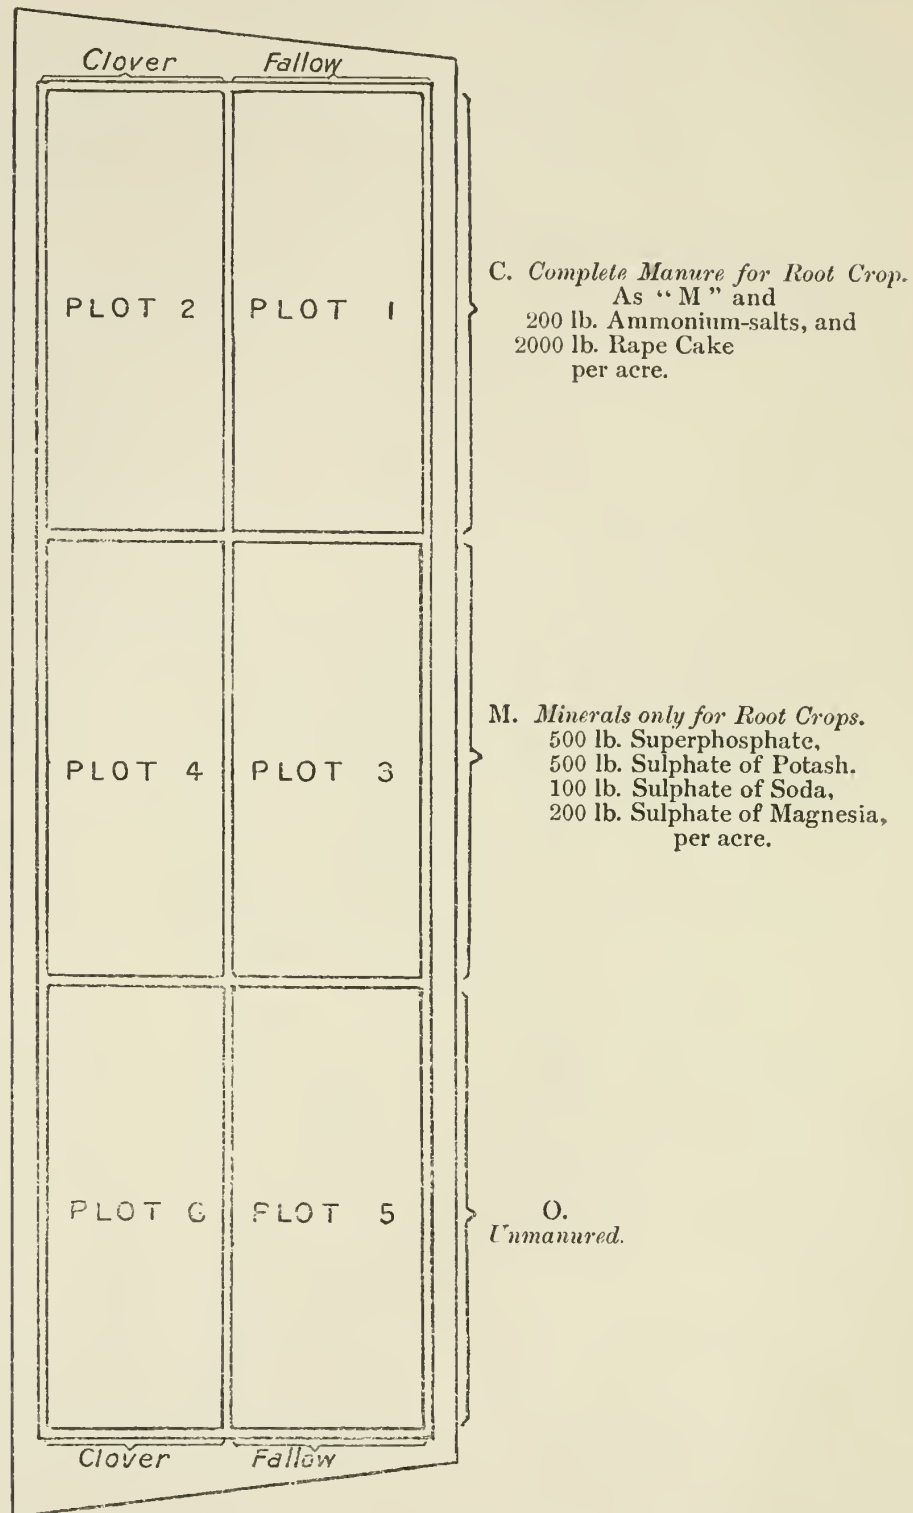 Clover Fallow
PLOT 2 PLOT 1
C. Complete Manure for Root Crop.
As “M” and
200 lb. Ammonium-salts, and
2000 lb. Rape Cake
per acre.
PLOT 4 PLOT 3
M. Minerals only for Root Crops.
500 lb. Superphosphate,
500 lb. Sulphate of Potash.
100 lb. Sulphate of Soda,
200 lb. Sulphate of Magnesia,
per acre.
PLOT 6 PLOT 5
O.
Unmanured.
Clover Fallow